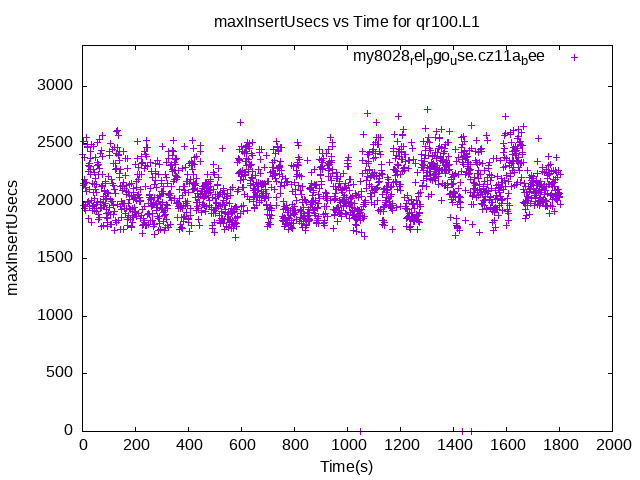 maxInsertUsecs vs Time for qr100.L1
my8028relpgouse.cz11abee
3000
2500
2000
1500
1000
500
0
maxInsertUsecs
0 200 400 600 800 1000 1200 1400 1600 1800 2000
Time(s)